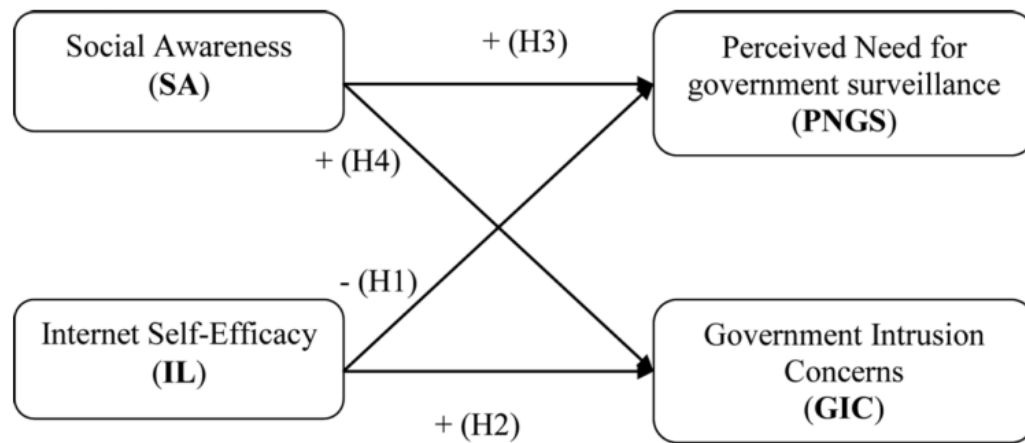 Social Awareness
(SA)
+ (H3)
Perceived Need for
government surveillance
(PNGS)
+ (H4)
- (H1)
Internet Self-Efficacy
(IL)
+ (H2)
Government Intrusion
Concerns
(GIC)